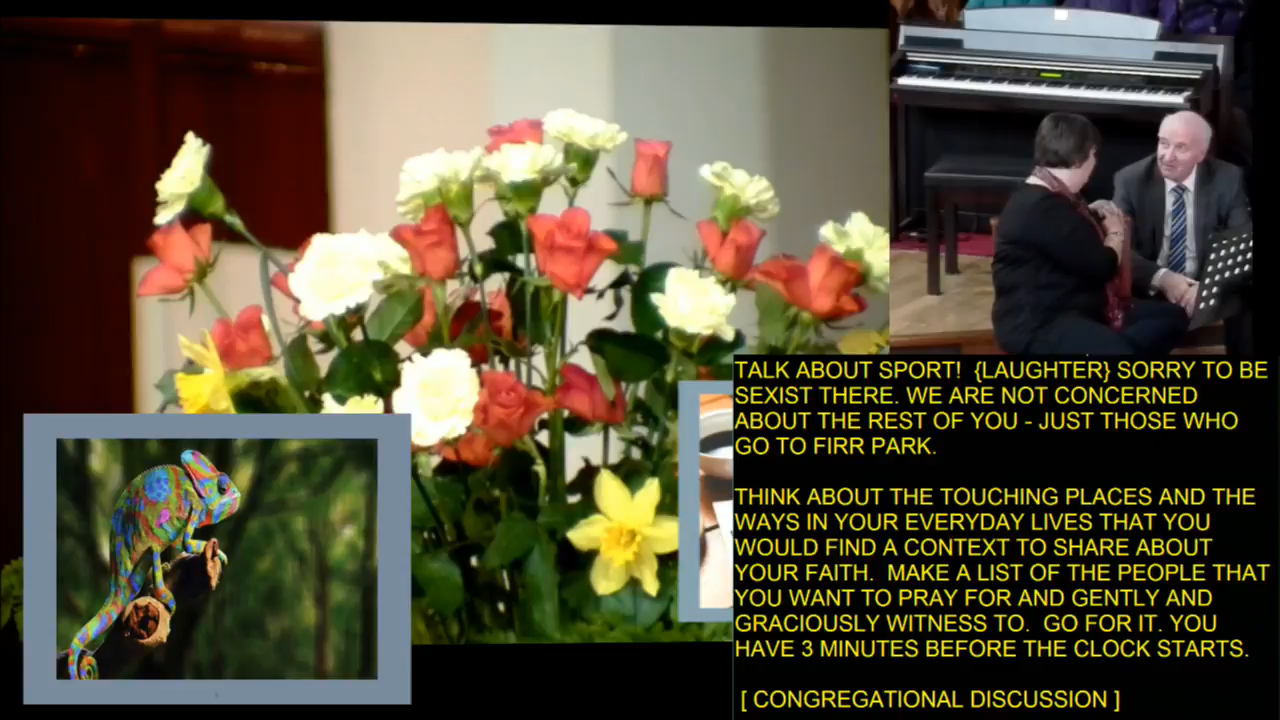 TALK ABOUT SPORT!  {LAUGHTER} SORRY TO BE
SEXIST THERE. WE ARE NOT CONCERNED
ABOUT THE REST OF YOU - JUST THOSE WHO
GO TO FIRR PARK.
THINK ABOUT THE TOUCHING PLACES AND THE
WAYS IN YOUR EVERYDAY LIVES THAT YOU
WOULD FIND A CONTEXT TO SHARE ABOUT
YOUR FAITH.  MAKE A LIST OF THE PEOPLE THAT
YOU WANT TO PRAY FOR AND GENTLY AND
GRACIOUSLY WITNESS TO.  GO FOR IT. YOU
HAVE 3 MINUTES BEFORE THE CLOCK STARTS.
[ CONGREGATIONAL DISCUSSION ]